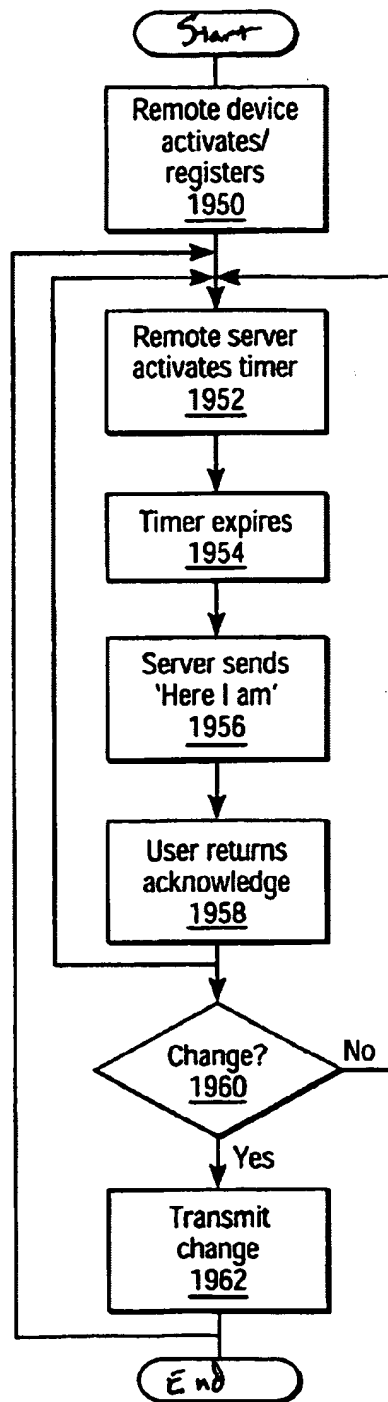 Start
Remote device
activates/
registers
1950
Remote server
activates timer
1952
Timer expires
1954
Server sends
'Here I am'
1956
User returns
acknowledge
1958
Change?
1960
No
Yes
Transmit
change
1962
End